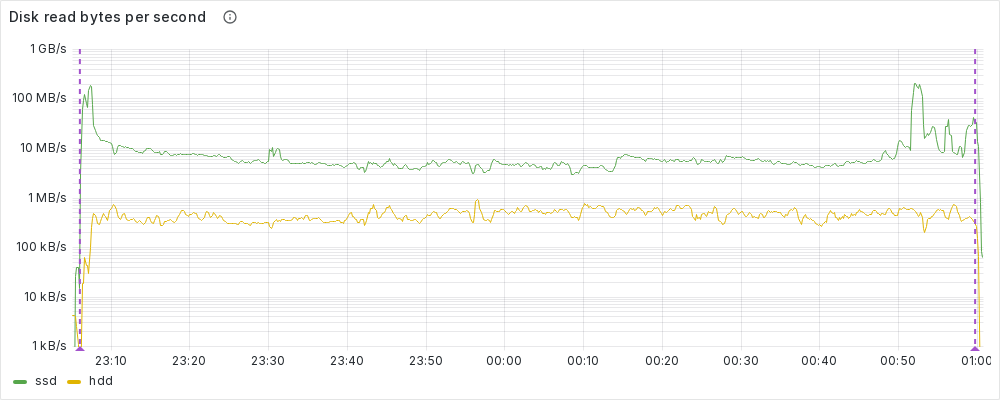 Disk read bytes per second
1 GB/s
100 MB/s
10 MB/s
1 MB/s
100 kB/s
10 kB/s
1 kB/s
23:10 23:20 23:30 23:40 23:50 00:00 00:10 00:20 00:30 00:40 00:50 01:00
ssd hdd